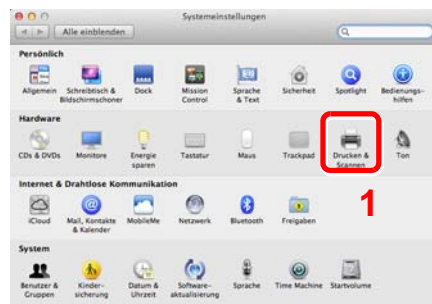 Systemeinstellungen
Alle einblenden
Persönlich
Allgemein Schreibtisch & Bildschirmschoner Dock Mission Control Sprache & Text Sicherheit Spotlight Bedienungs-hilfen
Hardware
CDs & DVDs Monitore Energie sparen Tastatur Maus Trackpad Drucken & Scannen Ton
1
Internet & Drahtlose Kommunikation
iCloud Mail, Kontakte & Kalender MobileMe Netzwerk Bluetooth Freigaben
System
Benutzer & Gruppen Kinder-sicherung Datum & Uhrzeit Software-aktualisierung Sprache Time Machine Startvolume